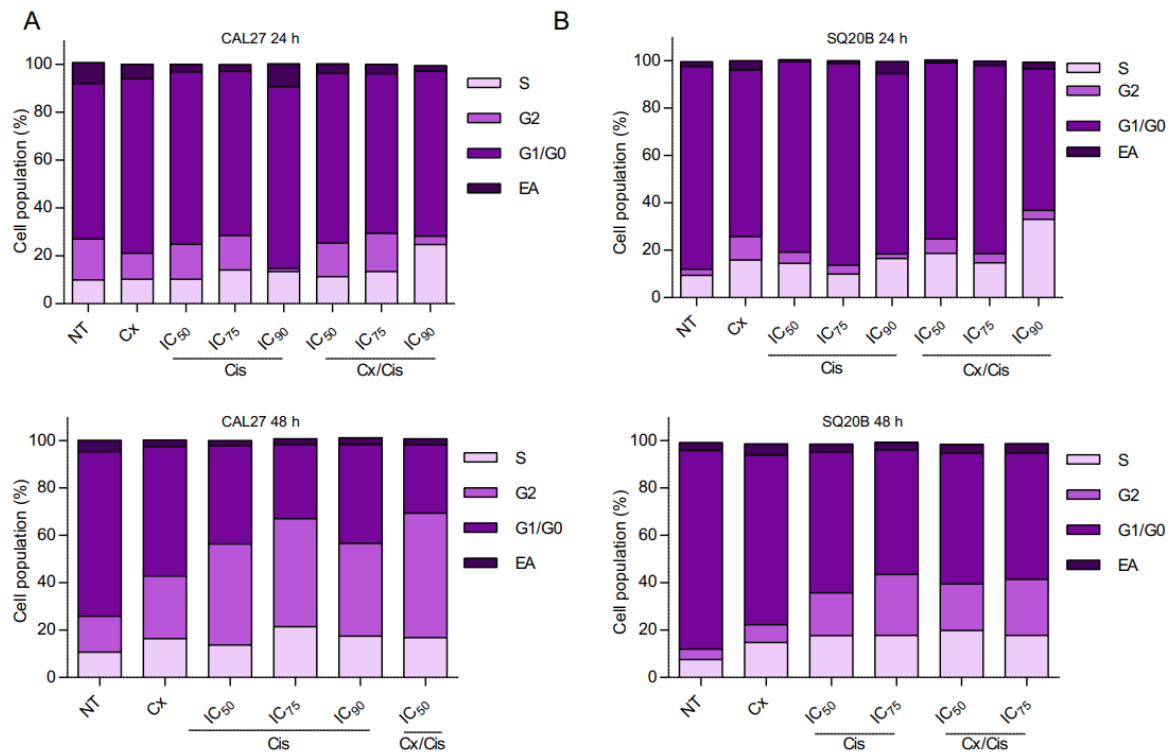 A
CAL27 24 h
Cell population (%)
100
80
60
40
20
0
NT Cx IC50 IC75 IC90 IC50 IC75 IC90
Cis Cx/Cis
S
G2
G1/G0
EA
B
SQ20B 24 h
Cell population (%)
100
80
60
40
20
0
NT Cx IC50 IC75 IC90 IC50 IC75 IC90
Cis Cx/Cis
S
G2
G1/G0
EA
CAL27 48 h
Cell population (%)
100
80
60
40
20
0
NT Cx IC50 IC75 IC90 IC50
Cis Cx/Cis
S
G2
G1/G0
EA
SQ20B 48 h
Cell population (%)
100
80
60
40
20
0
NT Cx IC50 IC75 IC50 IC75
Cis Cx/Cis
S
G2
G1/G0
EA